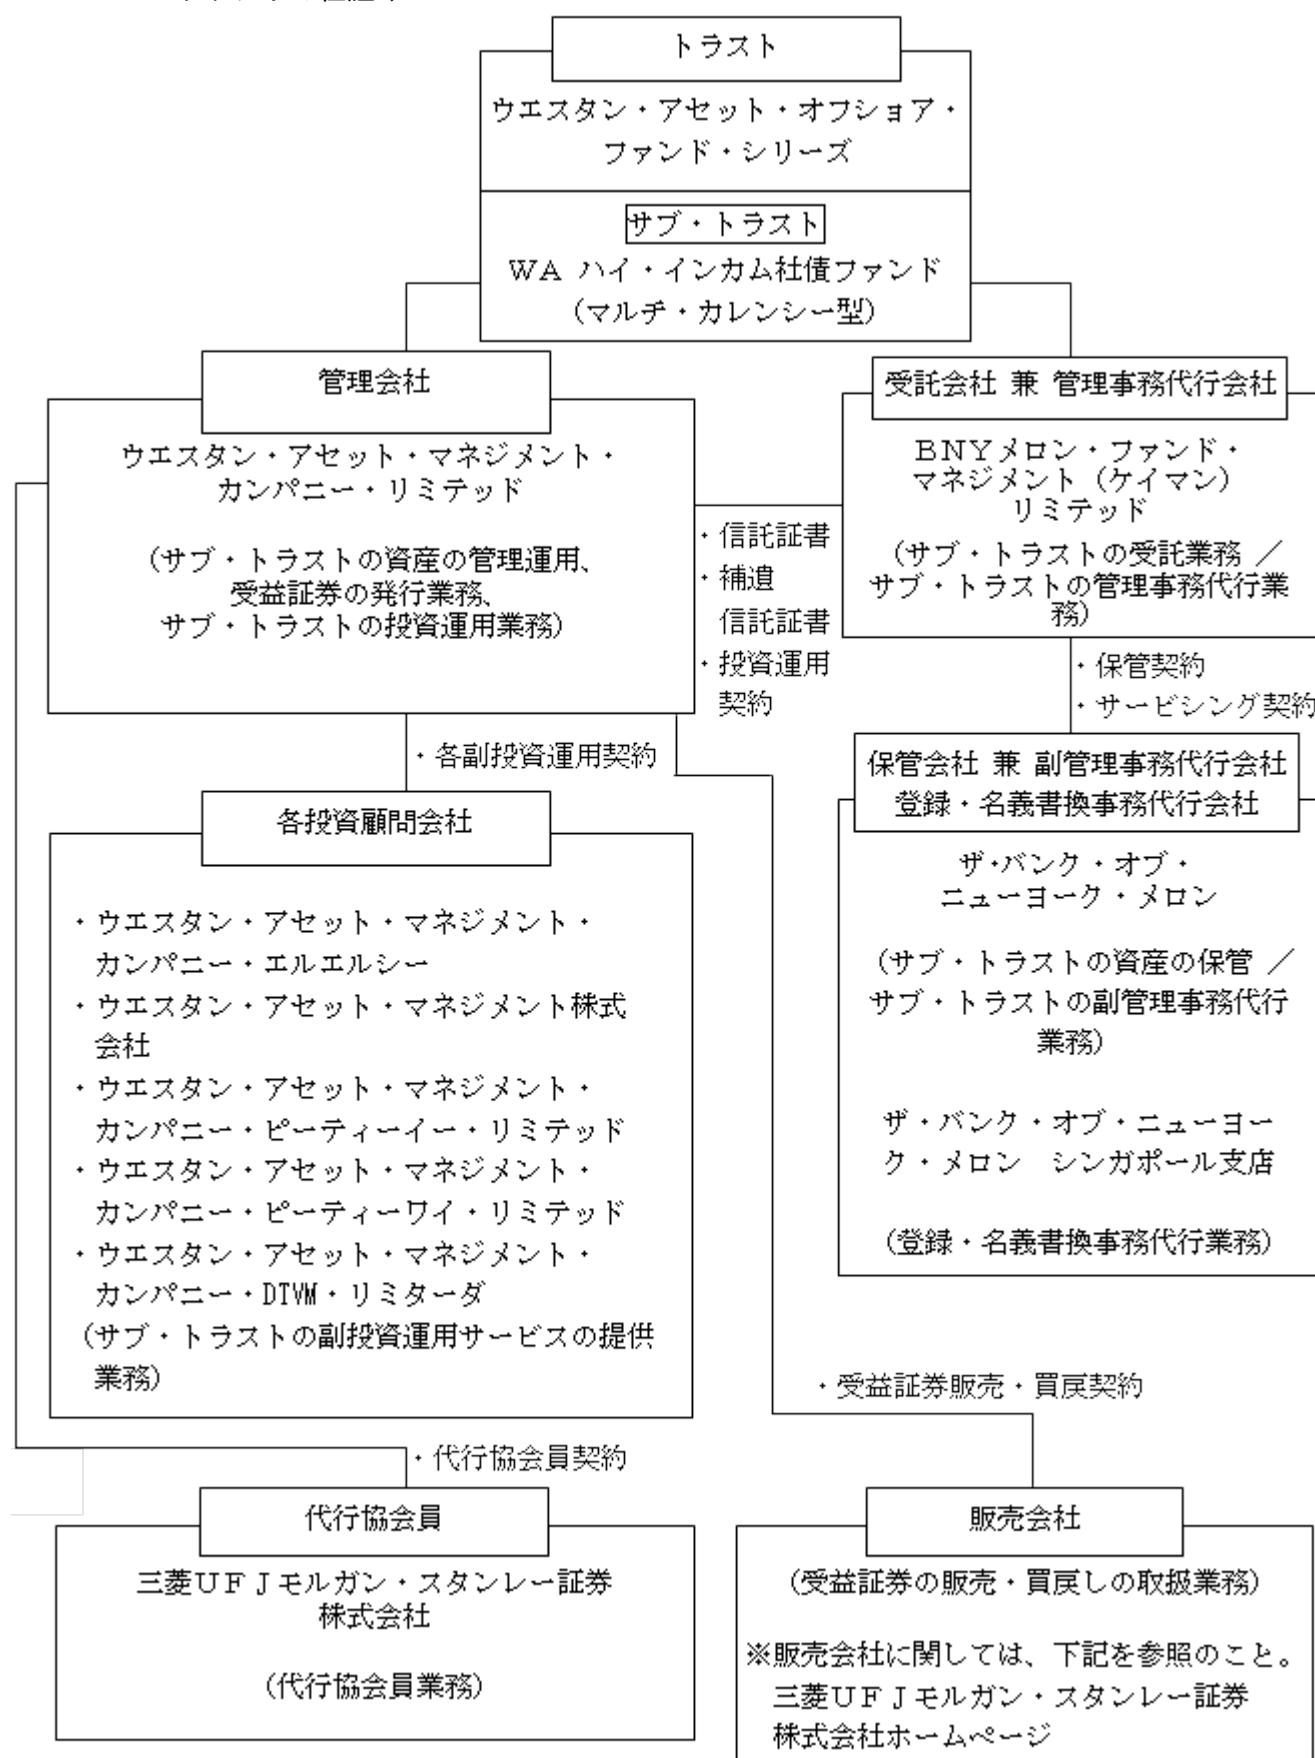 トラスト
ウエスタン・アセット・オフショア・
ファンド・シリーズ
サブ・トラスト
WA ハイ・インカム社債ファンド
(マルチ・カレンシー型)
管理会社
ウエスタン・アセット・マネジメント・
カンパニー・リミテッド
(サブ・トラストの資産の管理運用、
受益証券の発行業務、
サブ・トラストの投資運用業務)
・信託証書
・補遺
信託証書
・投資運用
契約
受託会社 兼 管理事務代行会社
BNYメロン・ファンド・
マネジメント(ケイマン)
リミテッド
(サブ・トラストの受託業務 /
サブ・トラストの管理事務代行業
務)
・保管契約
・サービシング契約
・各副投資運用契約
保管会社 兼 副管理事務代行会社
登録・名義書換事務代行会社
ザ・バンク・オブ・
ニューヨーク・メロン
(サブ・トラストの資産の保管 /
サブ・トラストの副管理事務代行
業務)
ザ・バンク・オブ・ニューヨー
ク・メロン シンガポール支店
(登録・名義書換事務代行業務)
各投資顧問会社
・ウエスタン・アセット・マネジメント・
カンパニー・エルエルシー
・ウエスタン・アセット・マネジメント株式
会社
・ウエスタン・アセット・マネジメント・
カンパニー・ピーティーイー・リミテッド
・ウエスタン・アセット・マネジメント・
カンパニー・ピーティーワイ・リミテッド
・ウエスタン・アセット・マネジメント・
カンパニー・DTVM・リミターダ
(サブ・トラストの副投資運用サービスの提供
業務)
・受益証券販売・買戻契約
・代行協会員契約
代行協会員
三菱UFJモルガン・スタンレー証券
株式会社
(代行協会員業務)
販売会社
(受益証券の販売・買戻しの取扱業務)
※販売会社に関しては、下記を参照のこと。
三菱UFJモルガン・スタンレー証券
株式会社ホームページ